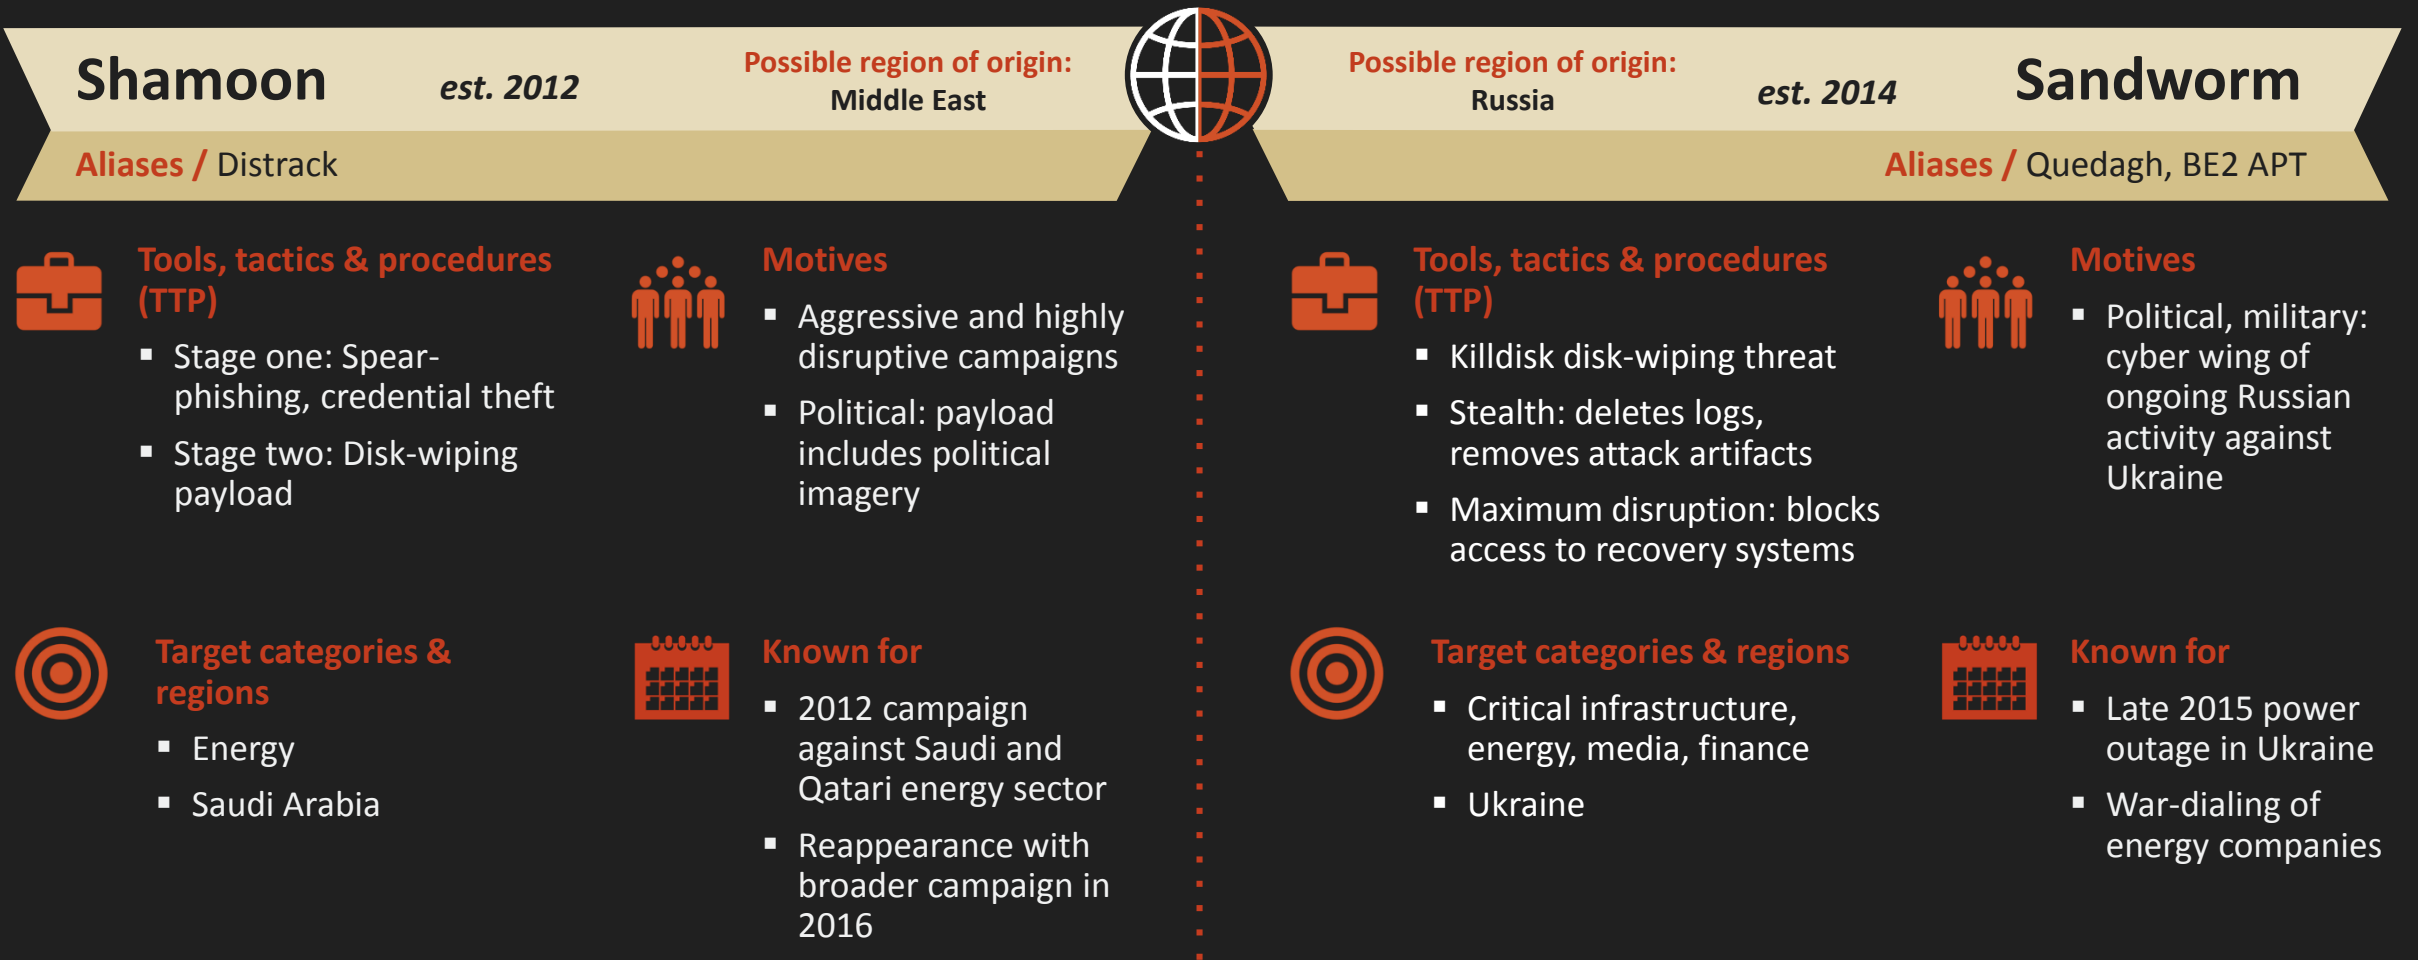 Shamoon
est. 2012
Possible region of origin:
Middle East
Aliases / Distrack
Tools, tactics & procedures
(TTP)
▪ Stage one: Spear-
phishing, credential theft
▪ Stage two: Disk-wiping
payload
Motives
▪ Aggressive and highly
disruptive campaigns
▪ Political: payload
includes political
imagery
Target categories &
regions
▪ Energy
▪ Saudi Arabia
Known for
▪ 2012 campaign
against Saudi and
Qatari energy sector
▪ Reappearance with
broader campaign in
2016
Possible region of origin:
Russia
est. 2014
Sandworm
Aliases / Quedagh, BE2 APT
Tools, tactics & procedures
(TTP)
▪ Killdisk disk-wiping threat
▪ Stealth: deletes logs,
removes attack artifacts
▪ Maximum disruption: blocks
access to recovery systems
Motives
▪ Political, military:
cyber wing of
ongoing Russian
activity against
Ukraine
Target categories & regions
▪ Critical infrastructure,
energy, media, finance
▪ Ukraine
Known for
▪ Late 2015 power
outage in Ukraine
▪ War-dialing of
energy companies